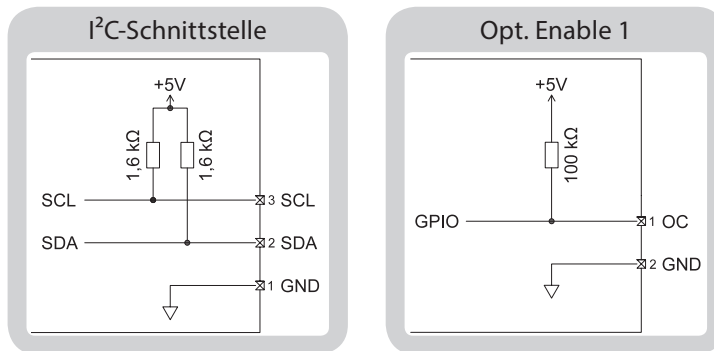 I²C-Schnittstelle
+5V
1,6 kΩ
1,6 kΩ
SCL
3 SCL
SDA
2 SDA
1 GND
Opt. Enable 1
+5V
100 kΩ
GPIO
1 OC
2 GND